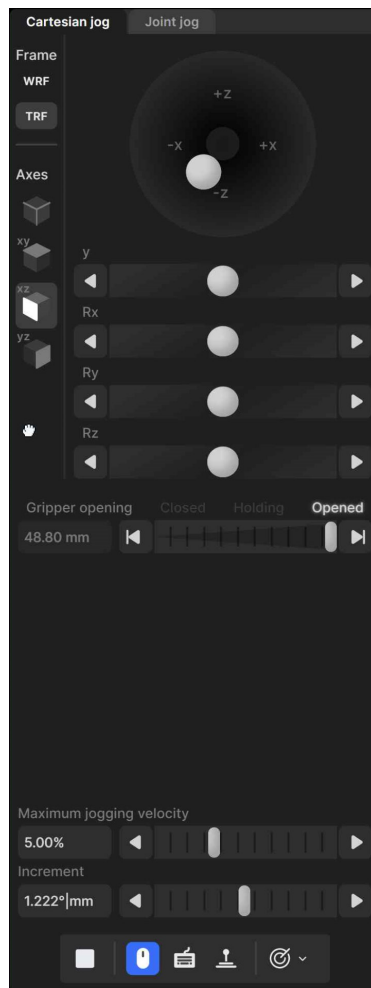 Cartesian jog Joint jog
Frame
WRF
TRF
Axes
+z
-x +x
-z
xy
xz
yz
y
Rx
Ry
Rz
Gripper opening Closed Holding Opened
48.80 mm
Maximum jogging velocity
5.00%
Increment
1.222°|mm